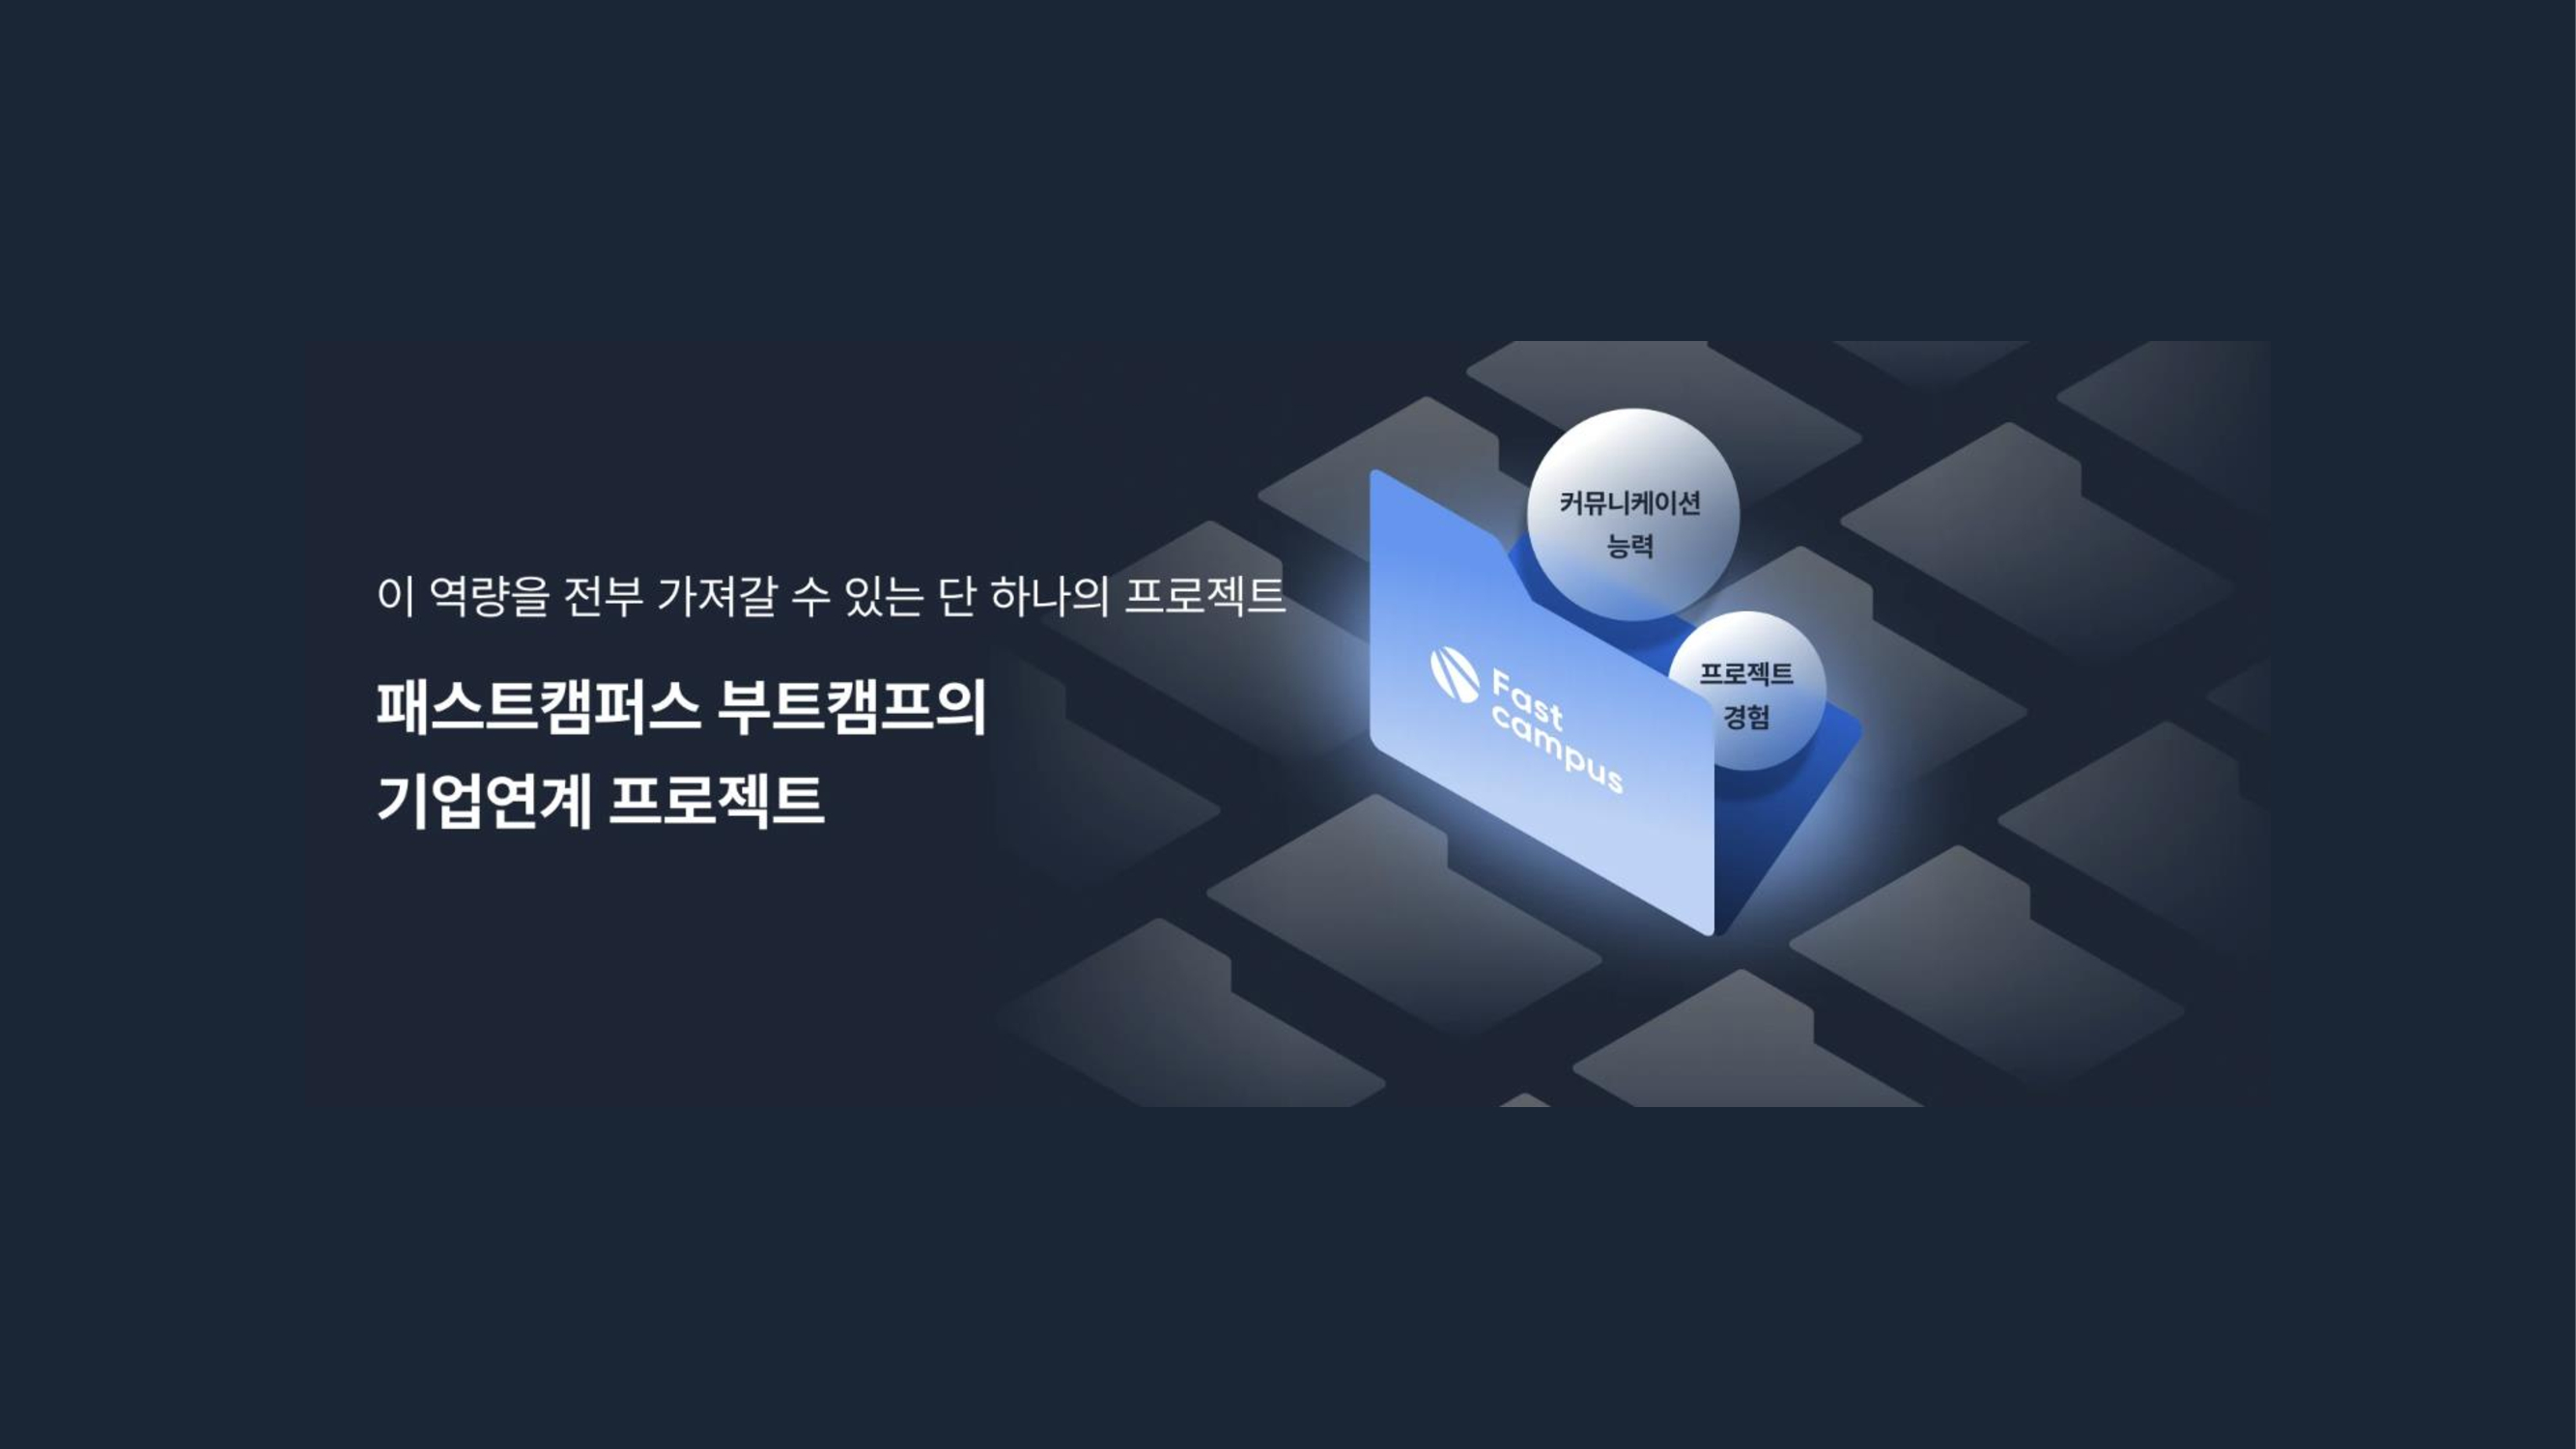 이 역량을 전부 가져갈 수 있는 단 하나의 프로젝트
패스트캠퍼스 부트캠프의
기업연계 프로젝트
커뮤니케이션
능력
프로젝트
경험
Fast
campus